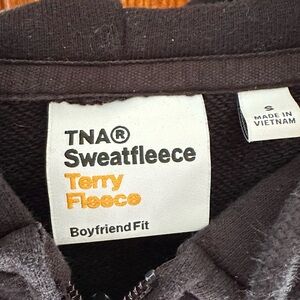 TNA®
Sweatfleece
Terry
Fleece
Boyfriend Fit
S
MADE IN
VIETNAM